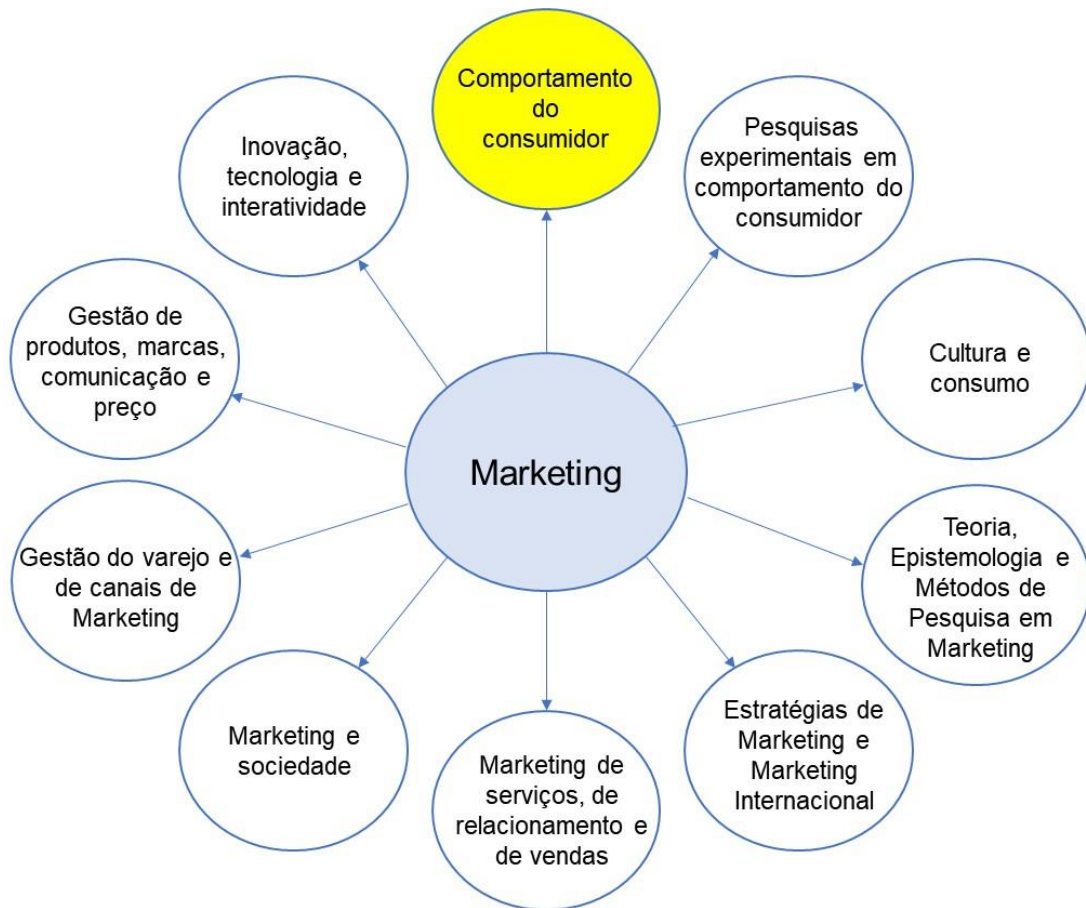 Comportamento
do
consumidor
Pesquisas
experimentais em
comportamento do
consumidor
Cultura e
consumo
Teoria,
Epistemologia e
Métodos de
Pesquisa em
Marketing
Estratégias de
Marketing e
Marketing
Internacional
Marketing de
serviços, de
relacionamento e
de vendas
Marketing e
sociedade
Gestão do varejo e
de canais de
Marketing
Gestão de
produtos, marcas,
comunicação e
preço
Inovação,
tecnologia e
interatividade
Marketing